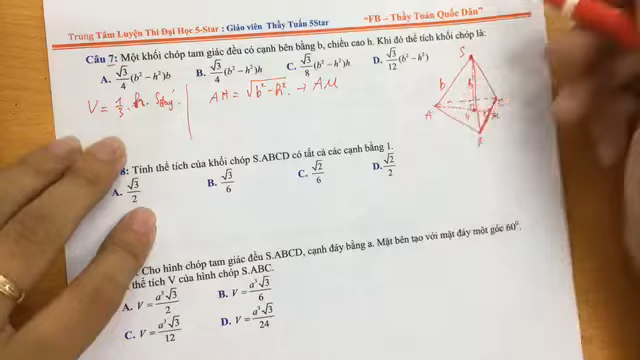 Trung Tâm Luyện Thi Đại Học 5-Star : Giáo viên Thầy Tuấn 5Star "FB – Thầy Toán Quốc Dân"
Câu 7: Một khối chóp tam giác đều có cạnh bên bằng b, chiều cao h. Khi đó thể tích khối chóp là:
A. √3/4 (b² − h²)b B. √3/4 (b² − h²)h C. √3/8 (b² − h²)h D. √3/12 (b² − h²)
V = 1/3 . h. Sđáy AH = √(b² − h²) → AM
S
b h
A H M
B
8: Tính thể tích của khối chóp S.ABCD có tất cả các cạnh bằng 1.
A. √3/2 B. √3/6 C. √2/6 D. √2/2
Cho hình chóp tam giác đều S.ABCD, cạnh đáy bằng a. Mặt bên tạo với mặt đáy một góc 60⁰.
thể tích V của hình chóp S.ABC.
A. V = a³√3/2 B. V = a³√3/6
C. V = a³√3/12 D. V = a³√3/24